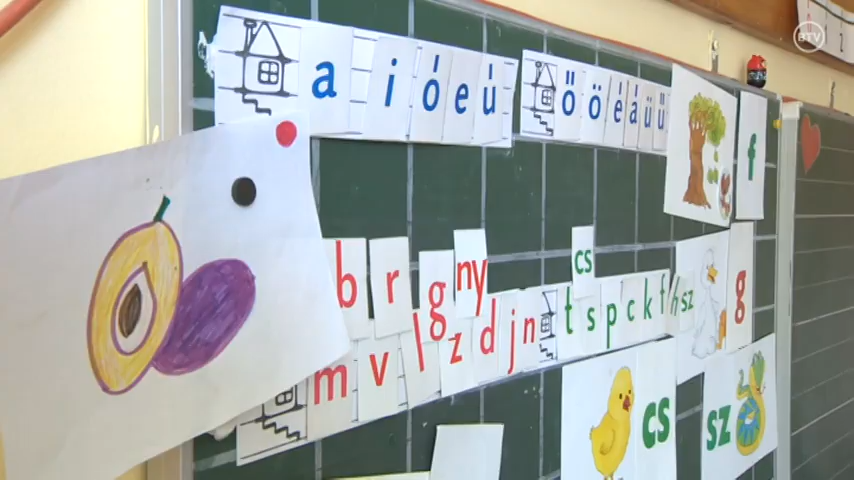 BTV
a i ó e ú
ő ö é á ü ű
f
cs
b r g ny
t s p c k f h sz
g
m v l z d j n
cs
sz